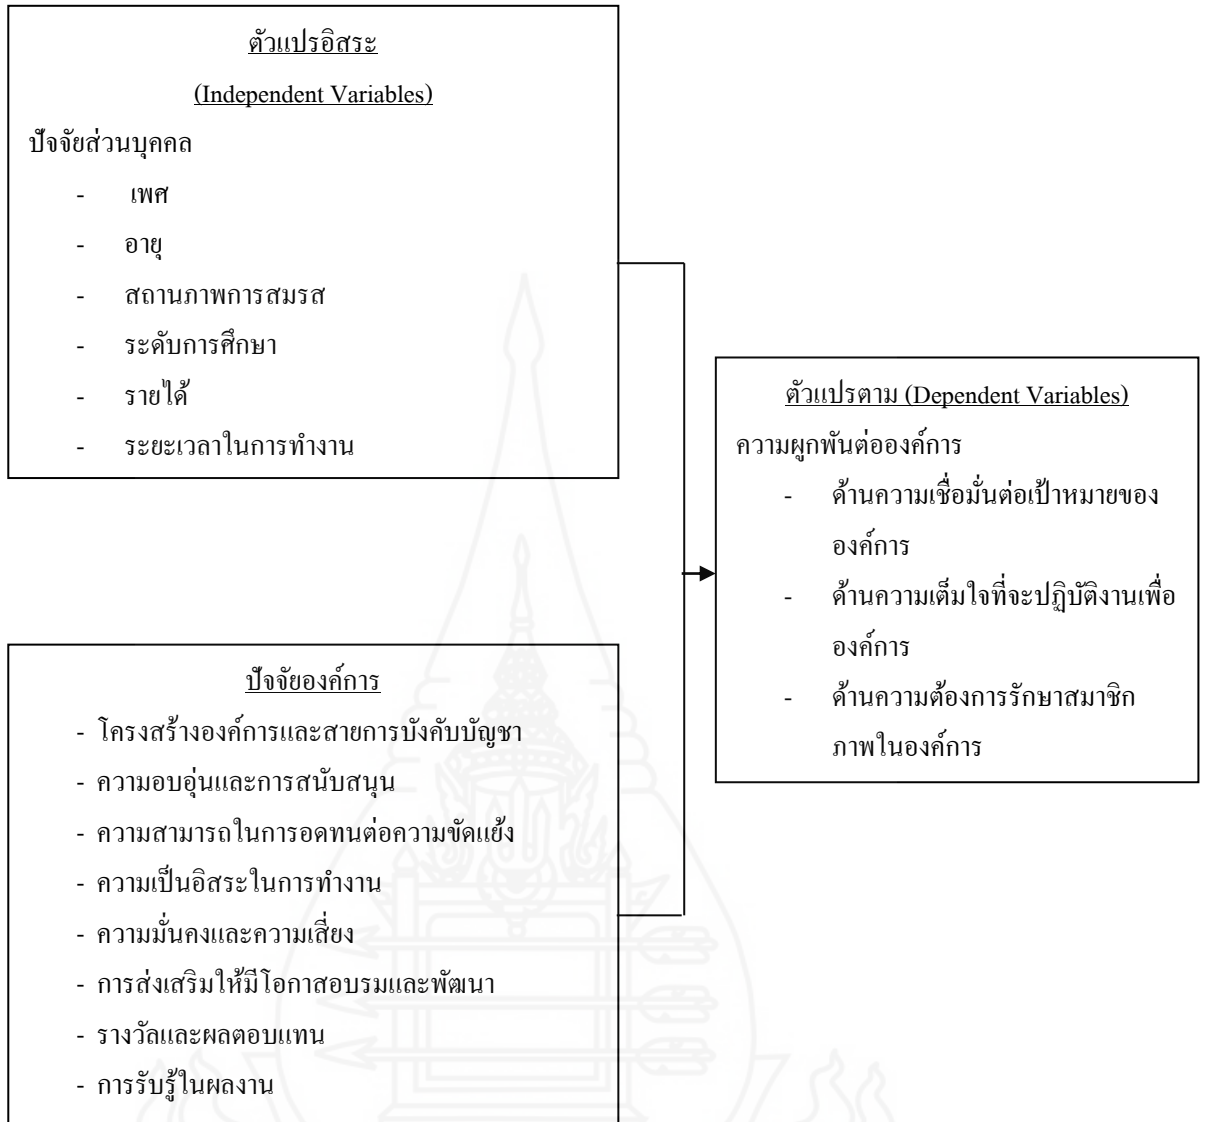 ตัวแปรอิสระ
(Independent Variables)
ปัจจัยส่วนบุคคล
- เพศ
- อายุ
- สถานภาพการสมรส
- ระดับการศึกษา
- รายได้
- ระยะเวลาในการทำงาน
ตัวแปรตาม (Dependent Variables)
ความผูกพันต่อองค์การ
- ด้านความเชื่อมั่นต่อเป้าหมายของ
องค์การ
- ด้านความเต็มใจที่จะปฏิบัติงานเพื่อ
องค์การ
- ด้านความต้องการรักษาสมาชิก
ภาพในองค์การ
ปัจจัยองค์การ
- โครงสร้างองค์การและสายการบังคับบัญชา
- ความอบอุ่นและการสนับสนุน
- ความสามารถในการอดทนต่อความขัดแย้ง
- ความเป็นอิสระในการทำงาน
- ความมั่นคงและความเสี่ยง
- การส่งเสริมให้มีโอกาสอบรมและพัฒนา
- รางวัลและผลตอบแทน
- การรับรู้ในผลงาน